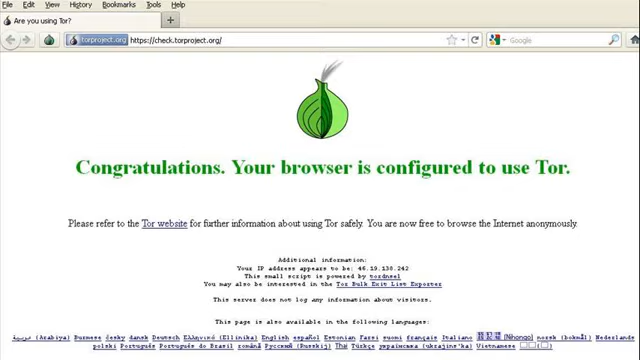 File Edit View History Bookmarks Tools Help
Are you using Tor?
torproject.org https://check.torproject.org/ Google
Congratulations. Your browser is configured to use Tor.
Please refer to the Tor website for further information about using Tor safely. You are now free to browse the Internet anonymously.
Additional information:
Your IP address appears to be: 46.19.138.242
This small script is powered by tordnsel
You may also be interested in the Tor Bulk Exit List Exporter
This server does not log any information about visitors.
This page is also available in the following languages:
عربية (Arabiya) Burmese česky dansk Deutsch Ελληνικά (Ellinika) English español Estonian Farsi suomi français Italiano (Nihongo) norsk (bokmål) Nederlands
polski Português Português do Brasil română Русский (Russkij) Thai Türkçe українська (ukrajins'ka) Vietnamese